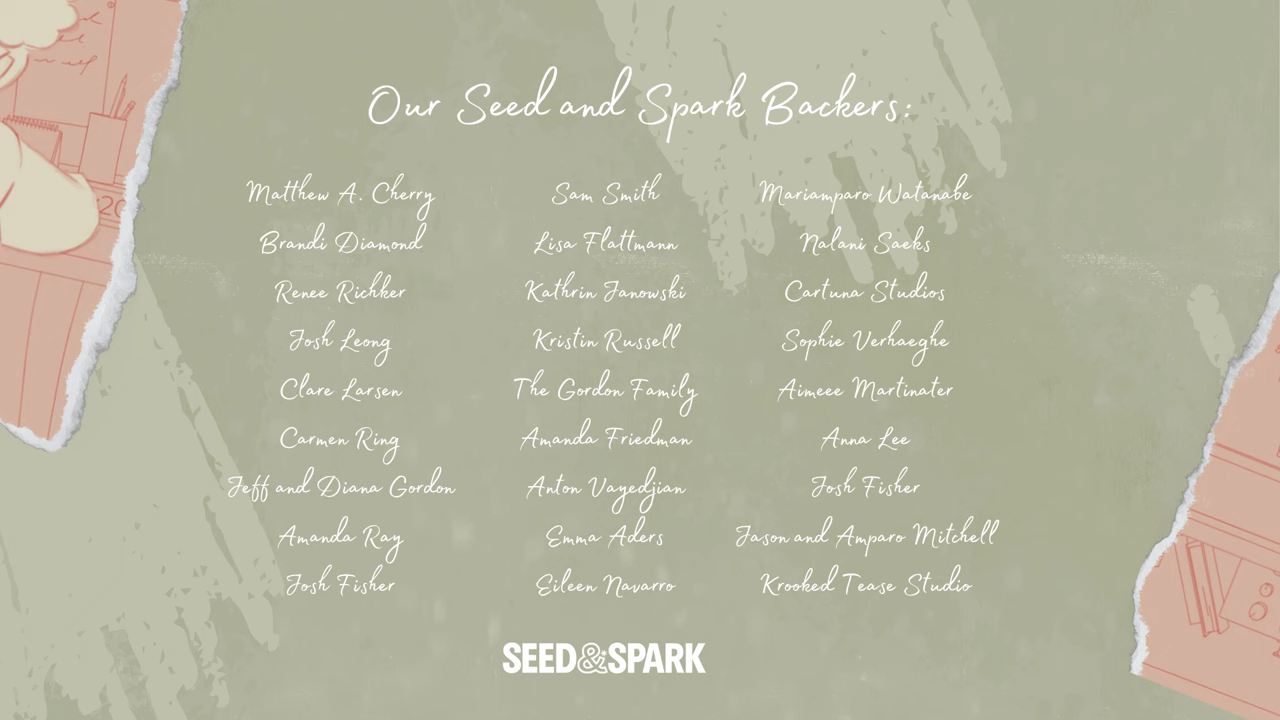 Our Seed and Spark Backers:
Matthew A. Cherry
Brandi Diamond
Renee Richker
Josh Leong
Clare Larsen
Carmen Ring
Jeff and Diana Gordon
Amanda Ray
Josh Fisher
Sam Smith
Lisa Flattmann
Kathrin Janowski
Kristin Russell
The Gordon Family
Amanda Friedman
Anton Vayedjian
Emma Aders
Eileen Navarro
Mariamparo Watanabe
Nalani Saeks
Cartuna Studios
Sophie Verhaeghe
Aimeee Martinater
Anna Lee
Josh Fisher
Jason and Amparo Mitchell
Krooked Tease Studio
SEED&SPARK